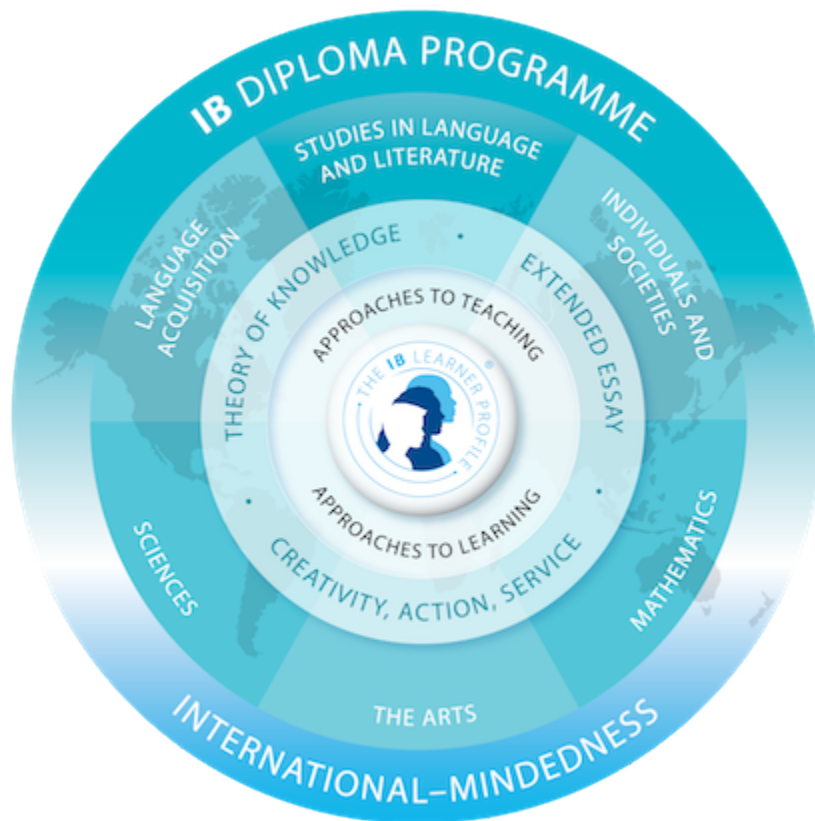 IB DIPLOMA PROGRAMME
STUDIES IN LANGUAGE
AND LITERATURE
LANGUAGE
ACQUISITION
INDIVIDUALS AND
SOCIETIES
THEORY OF KNOWLEDGE
EXTENDED ESSAY
APPROACHES TO TEACHING
· THE IB LEARNER PROFILE ·
®
APPROACHES TO LEARNING
CREATIVITY, ACTION, SERVICE
SCIENCES
MATHEMATICS
THE ARTS
INTERNATIONAL–MINDEDNESS